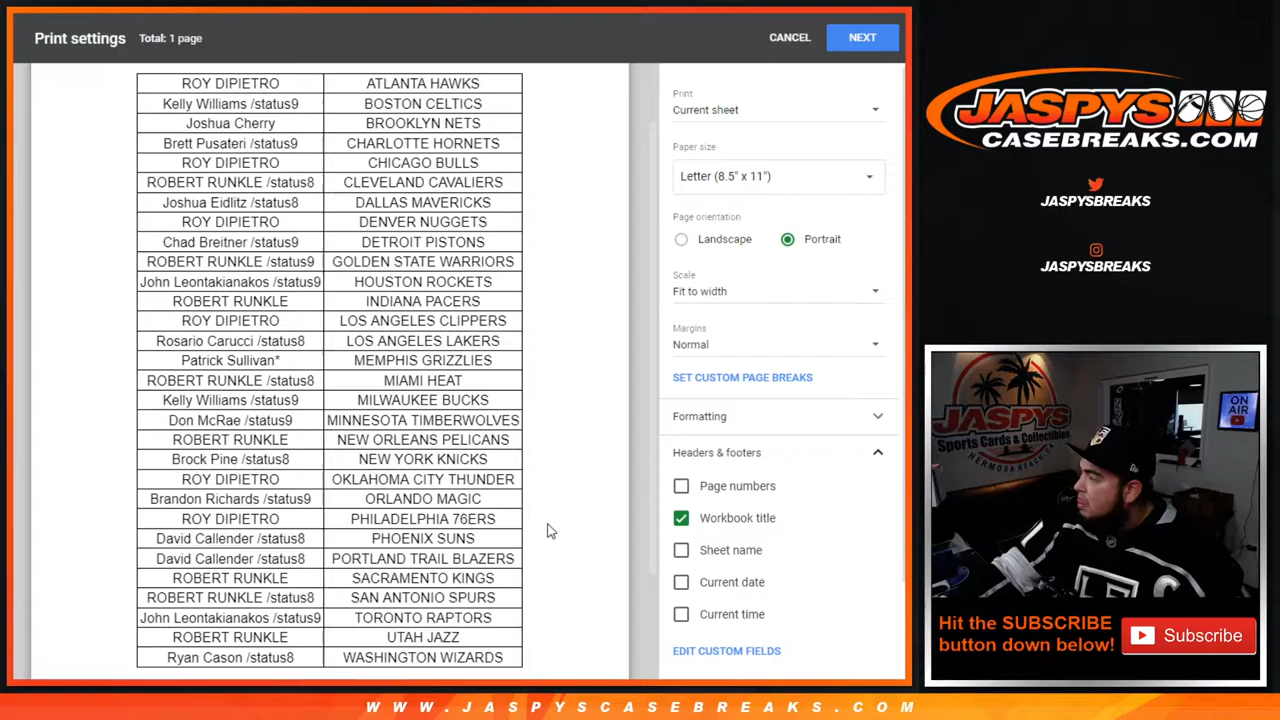 Print settings Total: 1 page CANCEL NEXT
ROY DIPIETRO ATLANTA HAWKS
Kelly Williams /status9 BOSTON CELTICS
Joshua Cherry BROOKLYN NETS
Brett Pusateri /status9 CHARLOTTE HORNETS
ROY DIPIETRO CHICAGO BULLS
ROBERT RUNKLE /status8 CLEVELAND CAVALIERS
Joshua Eidlitz /status8 DALLAS MAVERICKS
ROY DIPIETRO DENVER NUGGETS
Chad Breitner /status9 DETROIT PISTONS
ROBERT RUNKLE /status9 GOLDEN STATE WARRIORS
John Leontakianakos /status9 HOUSTON ROCKETS
ROBERT RUNKLE INDIANA PACERS
ROY DIPIETRO LOS ANGELES CLIPPERS
Rosario Carucci /status8 LOS ANGELES LAKERS
Patrick Sullivan* MEMPHIS GRIZZLIES
ROBERT RUNKLE /status8 MIAMI HEAT
Kelly Williams /status9 MILWAUKEE BUCKS
Don McRae /status9 MINNESOTA TIMBERWOLVES
ROBERT RUNKLE NEW ORLEANS PELICANS
Brock Pine /status8 NEW YORK KNICKS
ROY DIPIETRO OKLAHOMA CITY THUNDER
Brandon Richards /status9 ORLANDO MAGIC
ROY DIPIETRO PHILADELPHIA 76ERS
David Callender /status8 PHOENIX SUNS
David Callender /status8 PORTLAND TRAIL BLAZERS
ROBERT RUNKLE SACRAMENTO KINGS
ROBERT RUNKLE /status8 SAN ANTONIO SPURS
John Leontakianakos /status9 TORONTO RAPTORS
ROBERT RUNKLE UTAH JAZZ
Ryan Cason /status8 WASHINGTON WIZARDS
Print
Current sheet
Paper size
Letter (8.5" x 11")
Page orientation
Landscape Portrait
Scale
Fit to width
Margins
Normal
SET CUSTOM PAGE BREAKS
Formatting
Headers & footers
Page numbers
Workbook title
Sheet name
Current date
Current time
EDIT CUSTOM FIELDS
JASPYS
CASEBREAKS.COM
JASPYSBREAKS
JASPYSBREAKS
JASPYS
Sports Cards & Collectibles
HERMOSA BEACH, CA
ON AIR
Hit the SUBSCRIBE
button down below!
Subscribe
WWW.JASPYSCASEBREAKS.COM